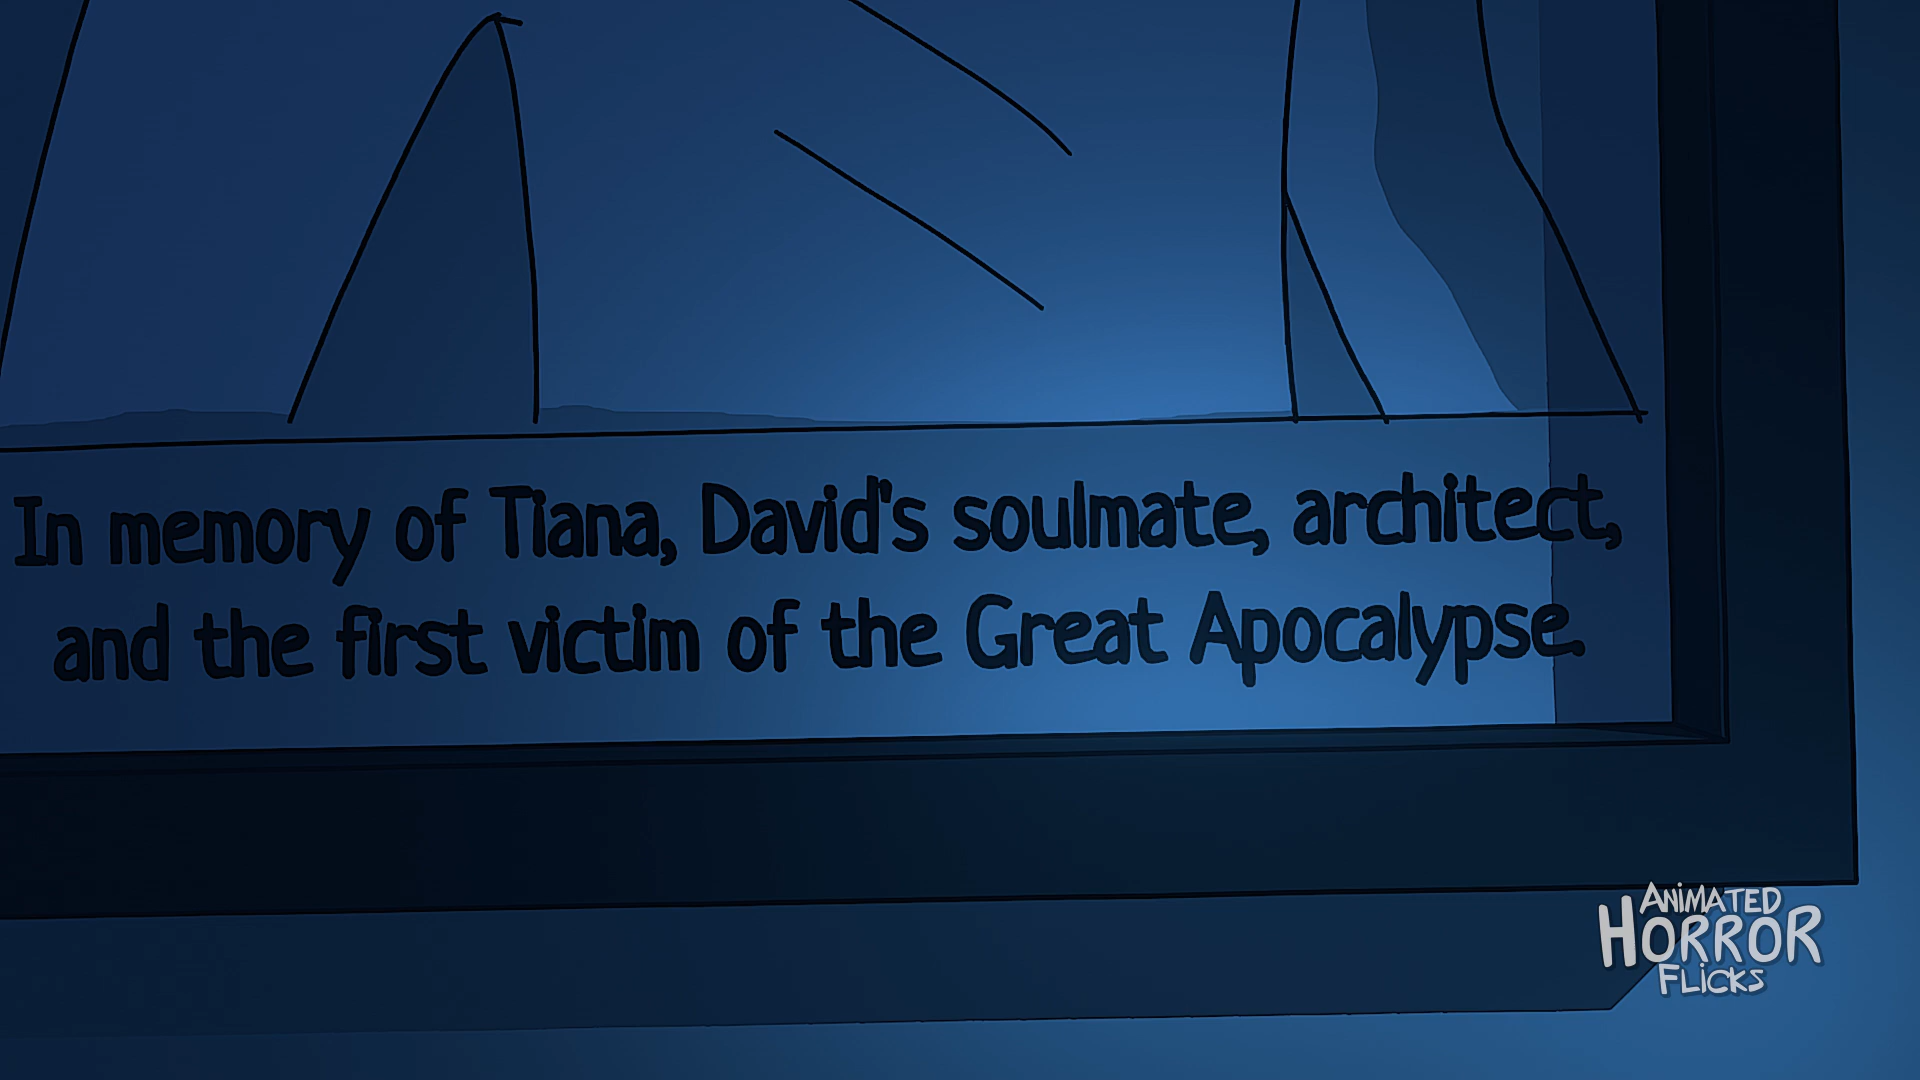 In memory of Tiana, David's soulmate, architect,
and the first victim of the Great Apocalypse.
ANiMATED
HORROR
FLiCKS